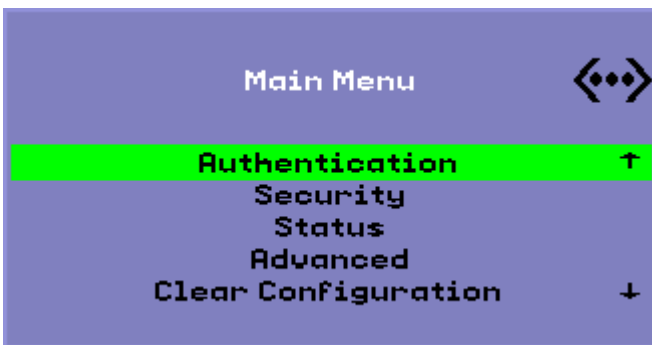 Main Menu
Authentication
Security
Status
Advanced
Clear Configuration